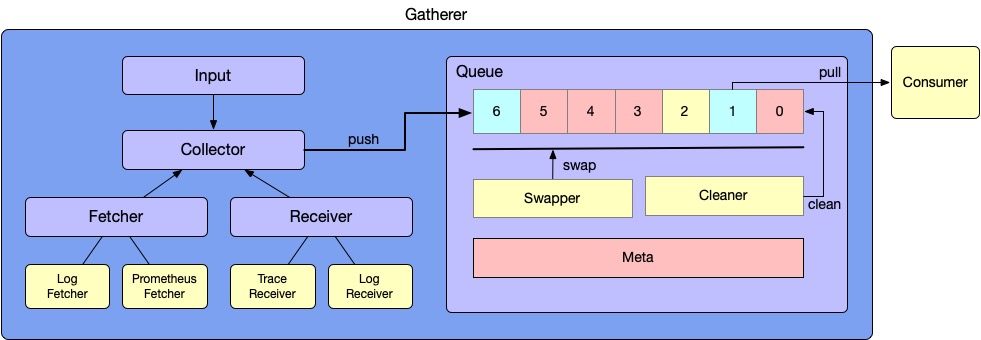 Gatherer
Input
Collector
push
Fetcher
Receiver
Log
Fetcher
Prometheus
Fetcher
Trace
Receiver
Log
Receiver
Queue
6 5 4 3 2 1 0
swap
Swapper
Cleaner
clean
Meta
pull
Consumer